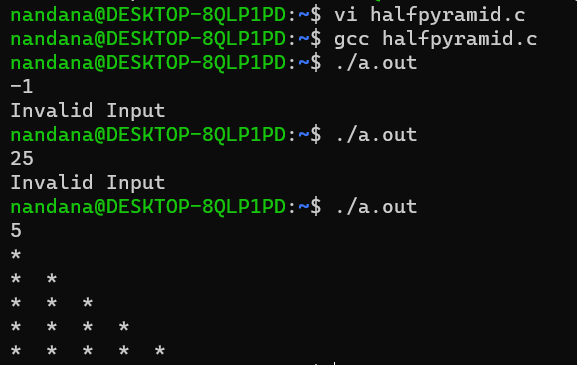 nandana@DESKTOP-8QLP1PD:~$ vi halfpyramid.c
nandana@DESKTOP-8QLP1PD:~$ gcc halfpyramid.c
nandana@DESKTOP-8QLP1PD:~$ ./a.out
-1
Invalid Input
nandana@DESKTOP-8QLP1PD:~$ ./a.out
25
Invalid Input
nandana@DESKTOP-8QLP1PD:~$ ./a.out
5
*
*  *
*  *  *
*  *  *  *
*  *  *  *  *